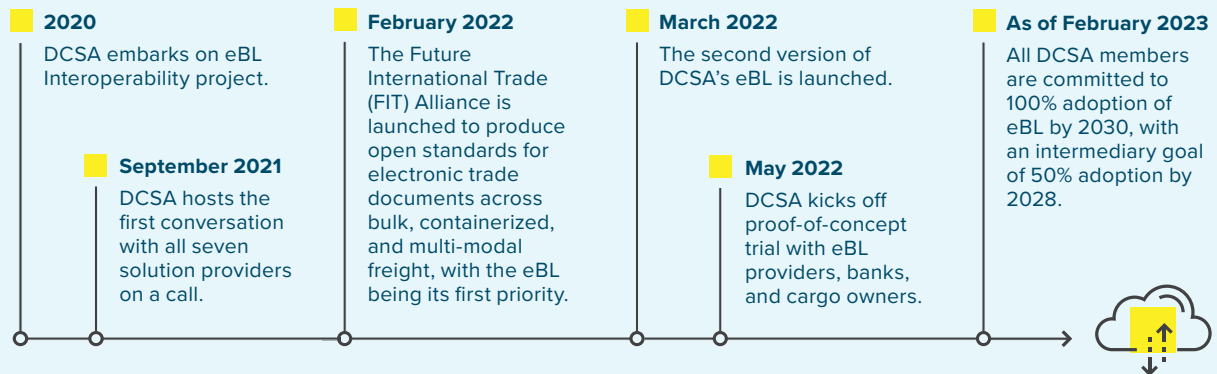 2020
DCSA embarks on eBL
Interoperability project.
September 2021
DCSA hosts the
first conversation
with all seven
solution providers
on a call.
February 2022
The Future
International Trade
(FIT) Alliance is
launched to produce
open standards for
electronic trade
documents across
bulk, containerized,
and multi-modal
freight, with the eBL
being its first priority.
March 2022
The second version of
DCSA’s eBL is launched.
May 2022
DCSA kicks off
proof-of-concept
trial with eBL
providers, banks,
and cargo owners.
As of February 2023
All DCSA members
are committed to
100% adoption of
eBL by 2030, with
an intermediary goal
of 50% adoption by
2028.